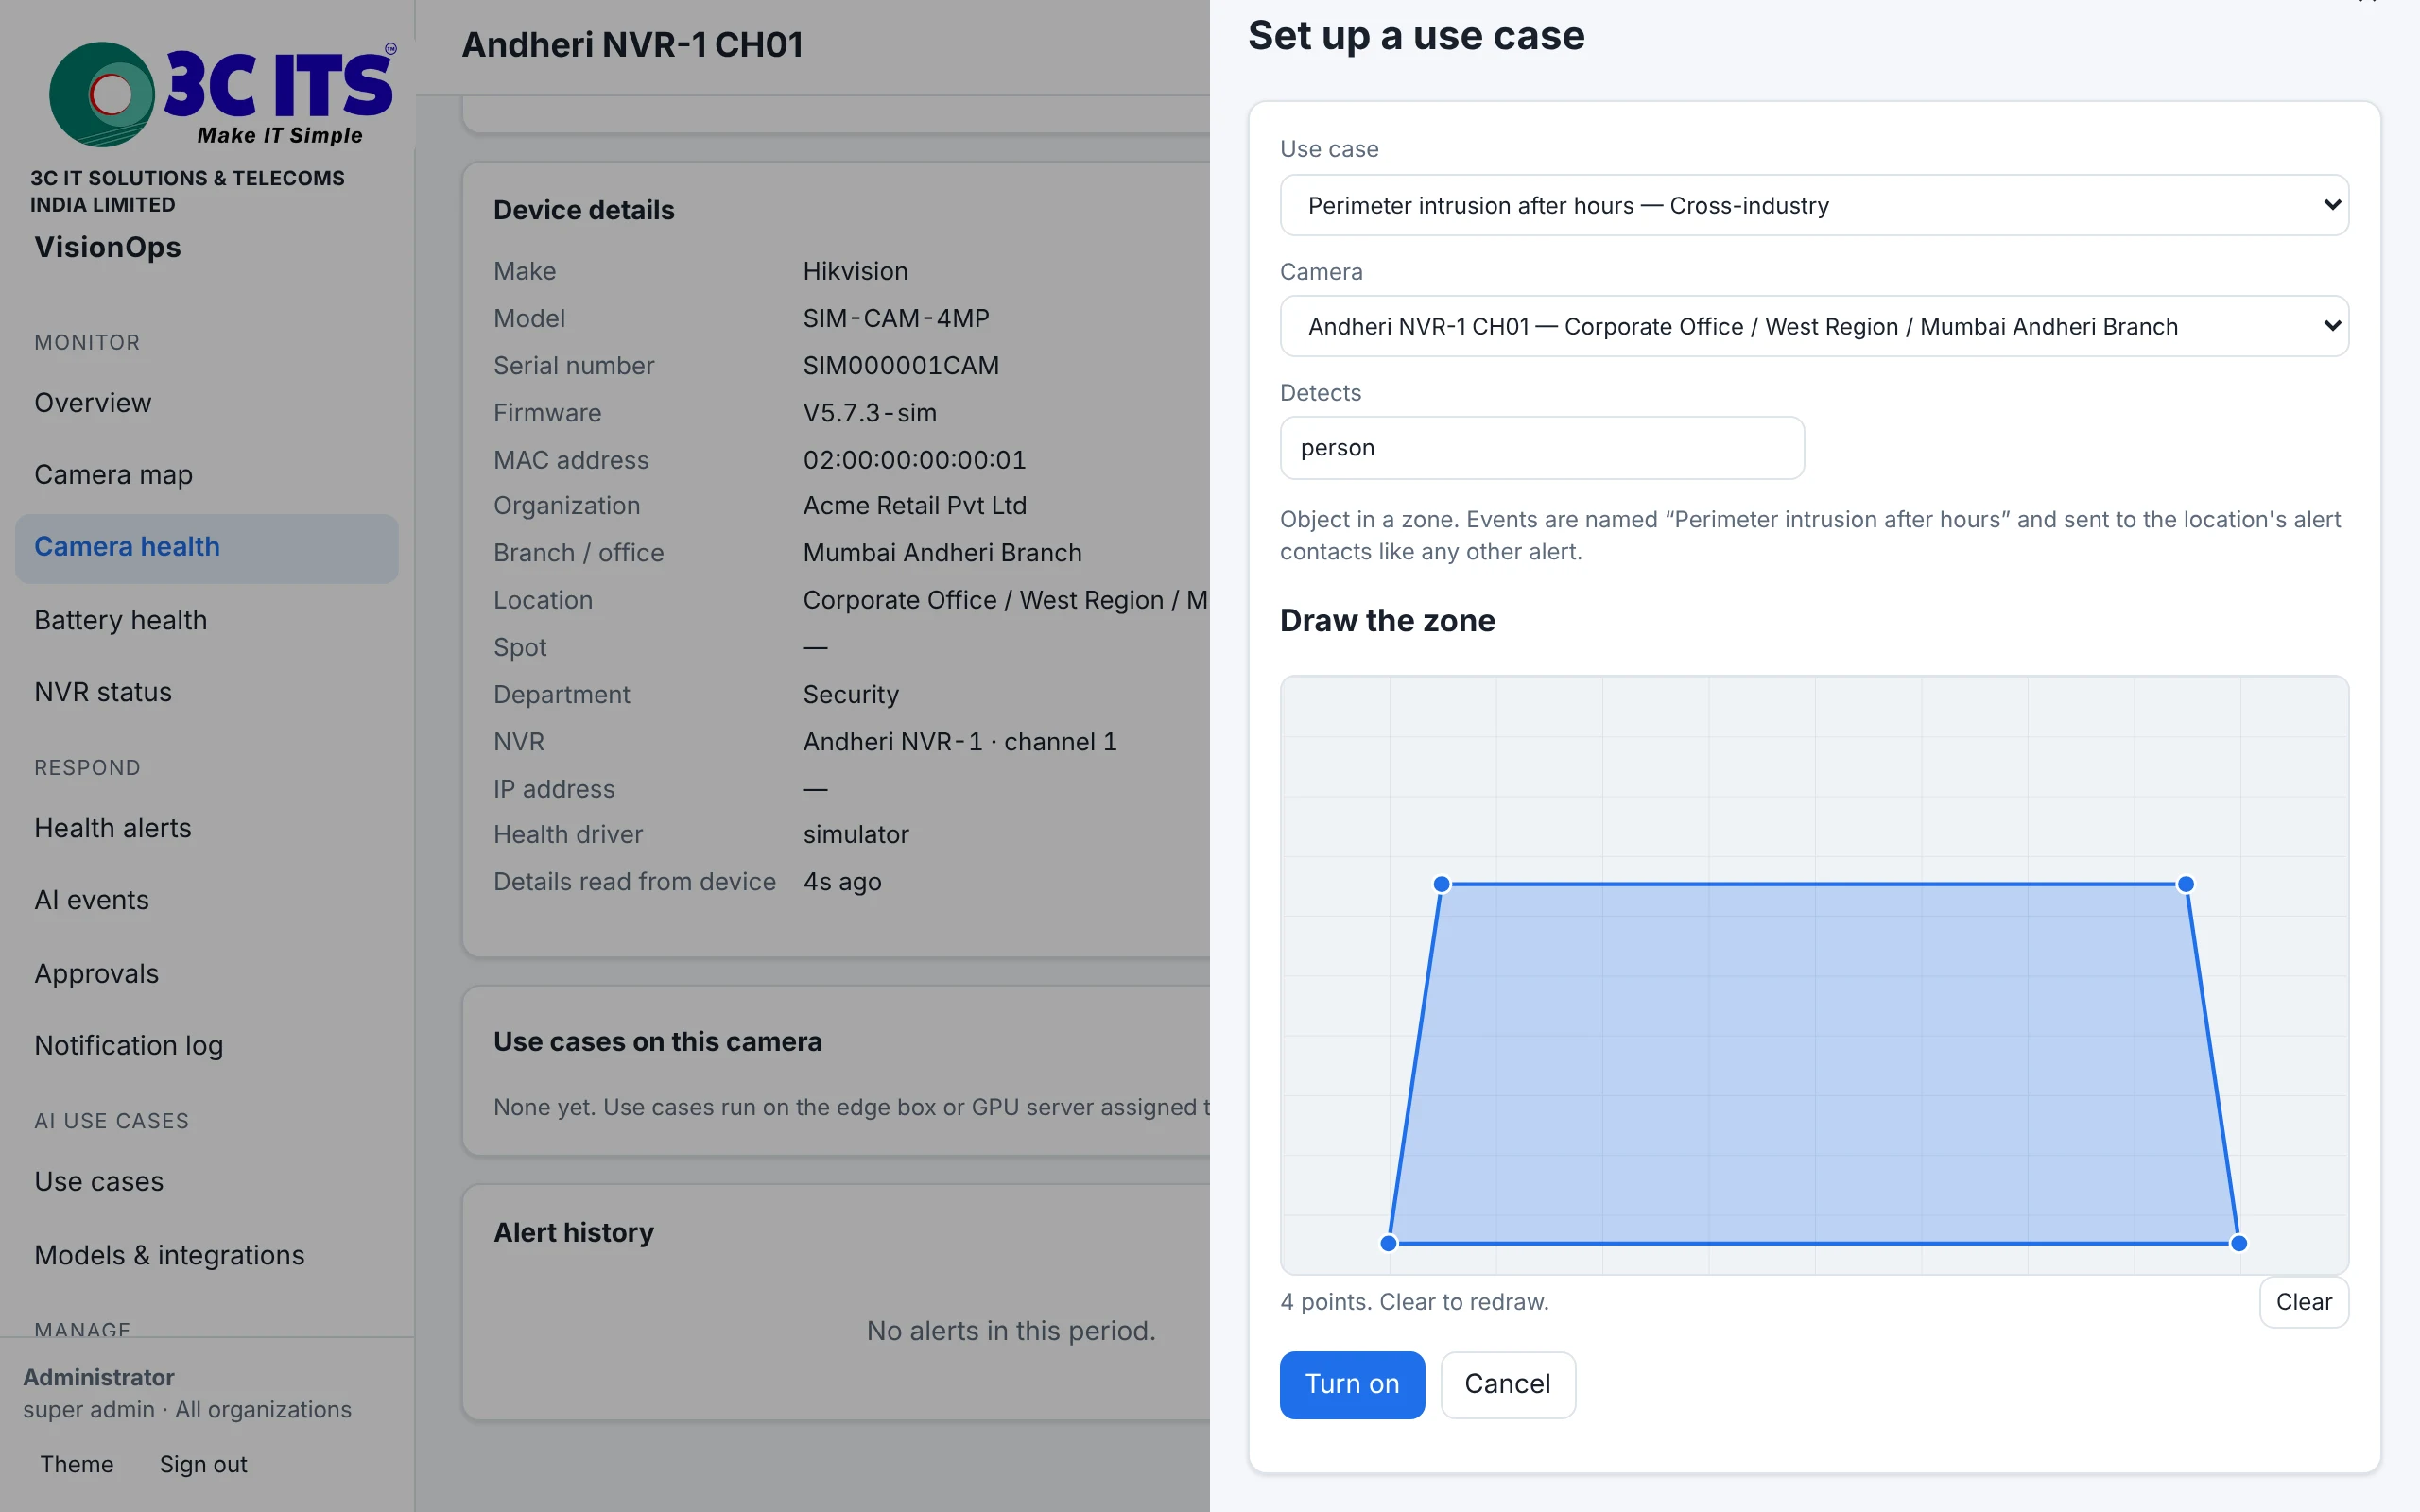 3C ITS™
Make IT Simple
3C IT SOLUTIONS & TELECOMS
INDIA LIMITED
VisionOps
MONITOR
Overview
Camera map
Camera health
Battery health
NVR status
RESPOND
Health alerts
AI events
Approvals
Notification log
AI USE CASES
Use cases
Models & integrations
MANAGE
Administrator
super admin · All organizations
Theme Sign out
Andheri NVR-1 CH01
Device details
Make Hikvision
Model SIM-CAM-4MP
Serial number SIM000001CAM
Firmware V5.7.3-sim
MAC address 02:00:00:00:00:01
Organization Acme Retail Pvt Ltd
Branch / office Mumbai Andheri Branch
Location Corporate Office / West Region / M
Spot —
Department Security
NVR Andheri NVR-1 · channel 1
IP address —
Health driver simulator
Details read from device 4s ago
Use cases on this camera
None yet. Use cases run on the edge box or GPU server assigned t
Alert history
No alerts in this period.
Set up a use case
Use case
Perimeter intrusion after hours — Cross-industry
Camera
Andheri NVR-1 CH01 — Corporate Office / West Region / Mumbai Andheri Branch
Detects
person
Object in a zone. Events are named “Perimeter intrusion after hours” and sent to the location's alert
contacts like any other alert.
Draw the zone
4 points. Clear to redraw.
Clear
Turn on Cancel